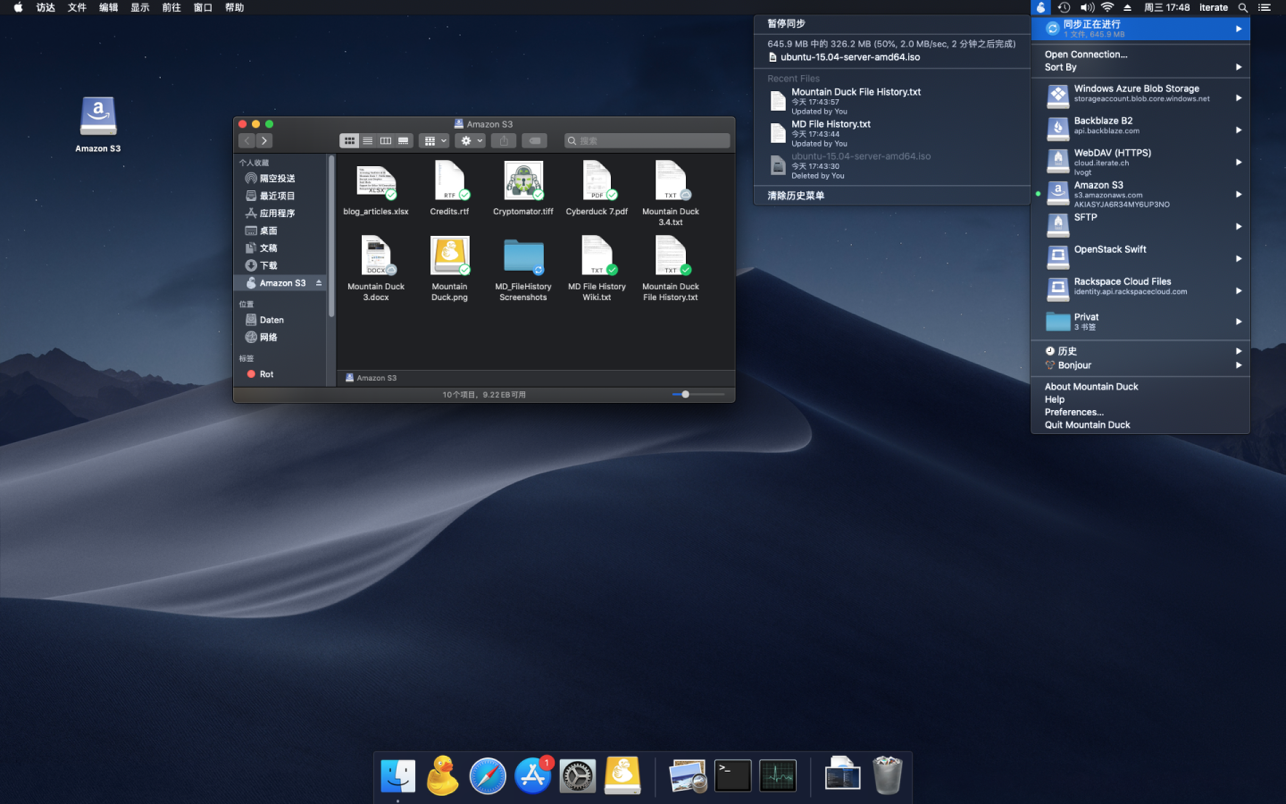 访达 文件 编辑 显示 前往 窗口 帮助
周三 17:48 iterate
Amazon S3
Amazon S3
搜索
个人收藏
隔空投送
最近项目
应用程序
桌面
文稿
下载
Amazon S3
位置
Daten
网络
标签
Rot
XLSX
blog_articles.xlsx
RTF
Credits.rtf
Cryptomator.tiff
PDF
Cyberduck 7.pdf
TXT
Mountain Duck
3.4.txt
DOCX
Mountain Duck
3.docx
Mountain
Duck.png
MD_FileHistory
Screenshots
TXT
MD File History
Wiki.txt
TXT
Mountain Duck
File History.txt
Amazon S3
10个项目，9.22 EB可用
暂停同步
645.9 MB 中的 326.2 MB (50%, 2.0 MB/sec, 2 分钟之后完成)
ubuntu-15.04-server-amd64.iso
Recent Files
Mountain Duck File History.txt
今天 17:43:57
Updated by You
MD File History.txt
今天 17:43:44
Updated by You
ubuntu-15.04-server-amd64.iso
今天 17:43:30
Deleted by You
清除历史菜单
同步正在进行
1 文件, 645.9 MB
Open Connection...
Sort By
Windows Azure Blob Storage
storageaccount.blob.core.windows.net
Backblaze B2
api.backblaze.com
WebDAV (HTTPS)
cloud.iterate.ch
lvogt
Amazon S3
s3.amazonaws.com
AKIASYJA6R34MY6UP3NO
SFTP
OpenStack Swift
Rackspace Cloud Files
identity.api.rackspacecloud.com
Privat
3 书签
历史
Bonjour
About Mountain Duck
Help
Preferences...
Quit Mountain Duck
1